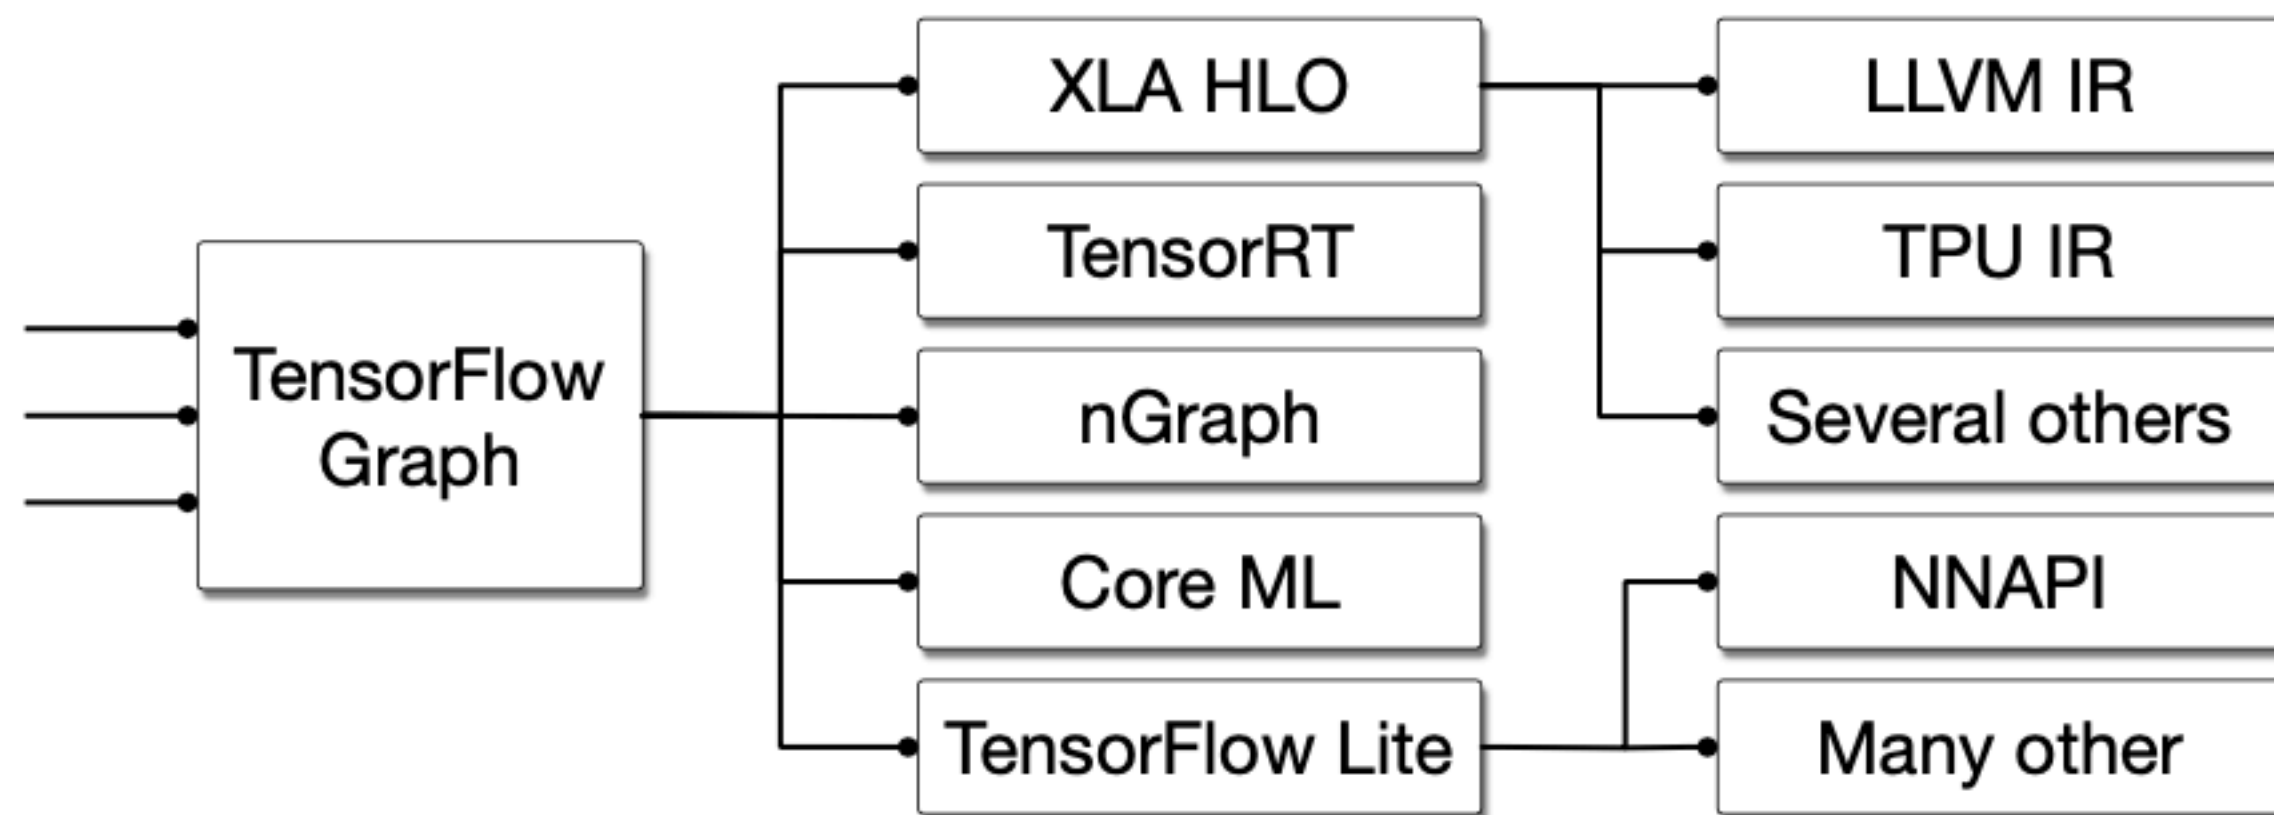 TensorFlow
Graph
XLA HLO
TensorRT
nGraph
Core ML
TensorFlow Lite
LLVM IR
TPU IR
Several others
NNAPI
Many other